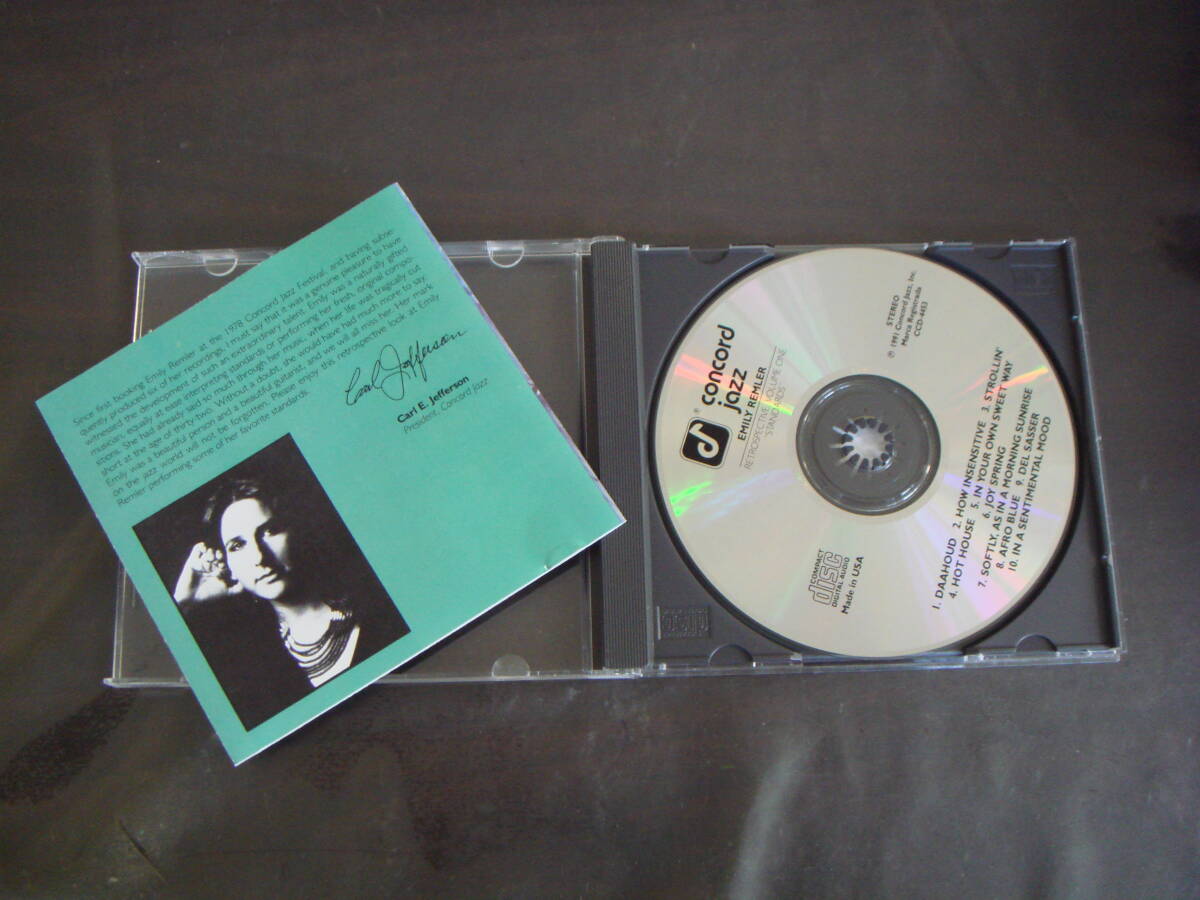 Since first booking Emily Remler at the 1978 Concord Jazz Festival, and having subse-
quently produced six of her recordings, I must say that it was a genuine pleasure to have
witnessed the development of such an extraordinary talent. Emily was a naturally gifted
musician, equally at ease interpreting standards or performing her fresh, original compo-
sitions. She had already said so much through her music, when her life was tragically cut
short at the age of thirty-two. Without a doubt, she would have had much more to say.
Emily was a beautiful person and a beautiful guitarist, and we will all miss her. Her mark
on the jazz world will not be forgotten. Please enjoy this retrospective look at Emily
Remler performing some of her favorite standards.
Carl Jefferson
Carl E. Jefferson
President, Concord Jazz
concord
jazz
EMILY REMLER
RETROSPECTIVE, VOLUME ONE
"STANDARDS"
STEREO
℗ 1991 Concord Jazz, Inc.
Marca Registrada
CCD-4453
COMPACT
disc
DIGITAL AUDIO
Made in USA
1. DAAHOUD 2. HOW INSENSITIVE 3. STROLLIN'
4. HOT HOUSE 5. IN YOUR OWN SWEET WAY
6. JOY SPRING
7. SOFTLY, AS IN A MORNING SUNRISE
8. AFRO BLUE 9. DEL SASSER
10. IN A SENTIMENTAL MOOD